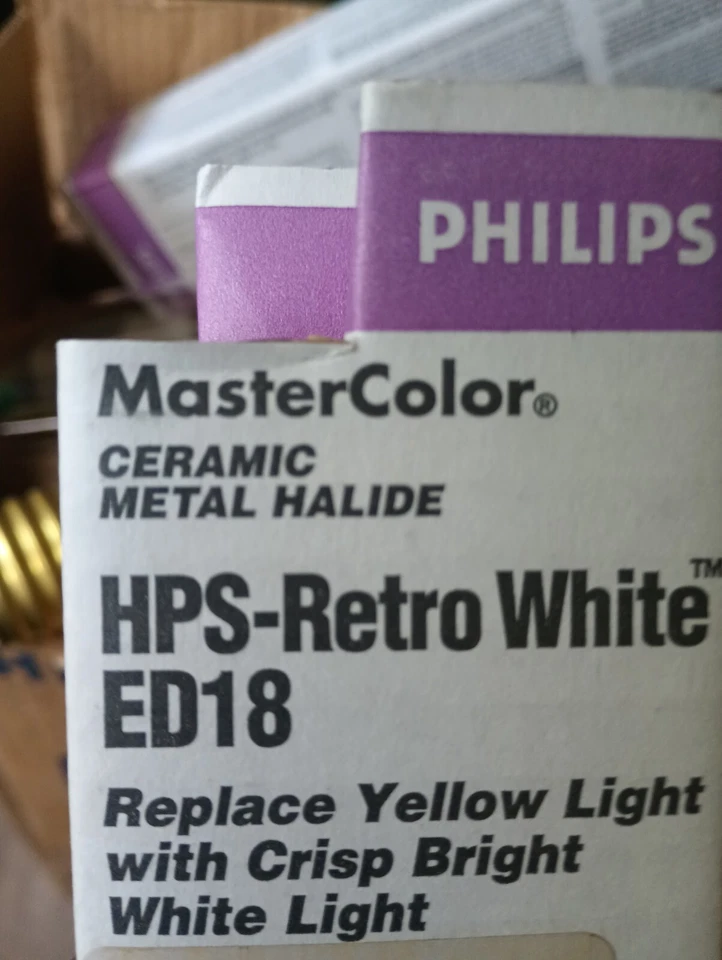 PHILIPS
MasterColor®
CERAMIC
METAL HALIDE
HPS-Retro White™
ED18
Replace Yellow Light
with Crisp Bright
White Light